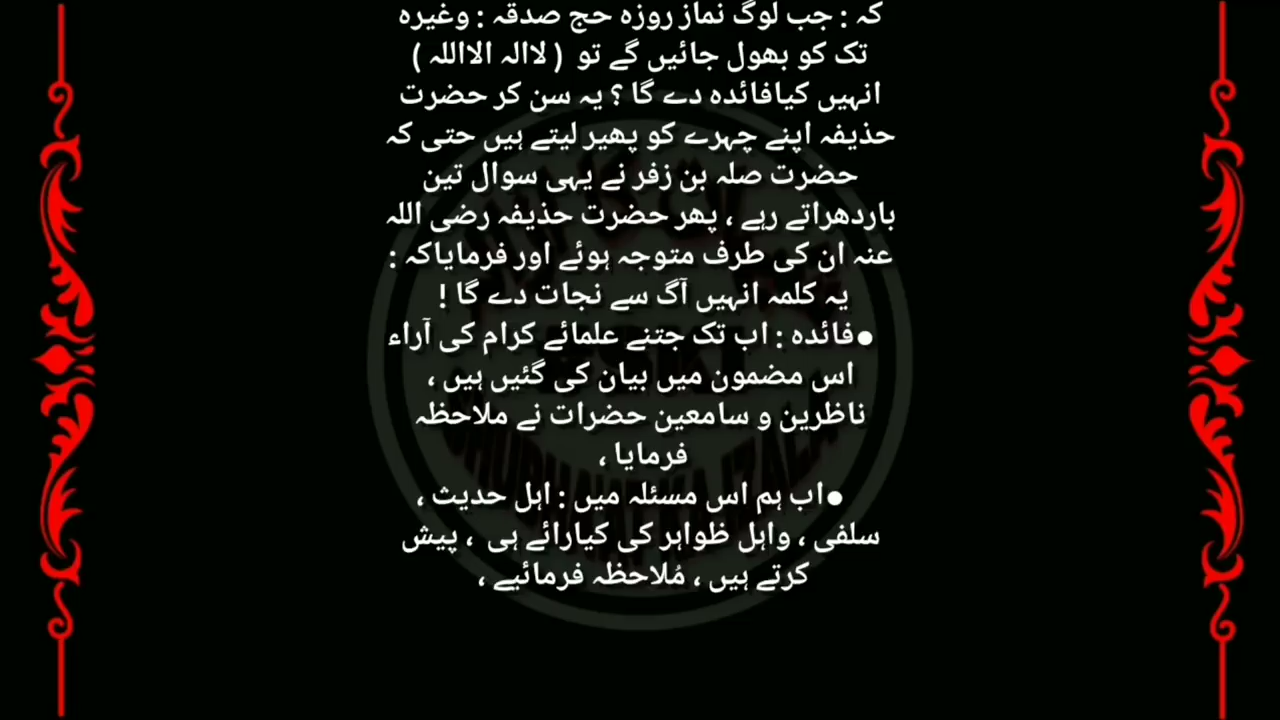 کہ : جب لوگ نماز روزہ حج صدقہ : وغیرہ
تک کو بھول جائیں گے تو ( لاالہ الااللہ )
انہیں کیافائدہ دے گا ؟ یہ سن کر حضرت
حذیفہ اپنے چہرے کو پھیر لیتے ہیں حتی کہ
حضرت صلہ بن زفر نے یہی سوال تین
باردھراتے رہے ، پھر حضرت حذیفہ رضی اللہ
عنہ ان کی طرف متوجہ ہوئے اور فرمایاکہ :
یہ کلمہ انہیں آگ سے نجات دے گا !
●فائدہ : اب تک جتنے علمائے کرام کی آراء
اس مضمون میں بیان کی گئیں ہیں ،
ناظرین و سامعین حضرات نے ملاحظہ
فرمایا ،
●اب ہم اس مسئلہ میں : اہل حدیث ،
سلفی ، واہل ظواہر کی کیارائے ہی ، پیش
کرتے ہیں ، مُلاحظہ فرمائیے ،